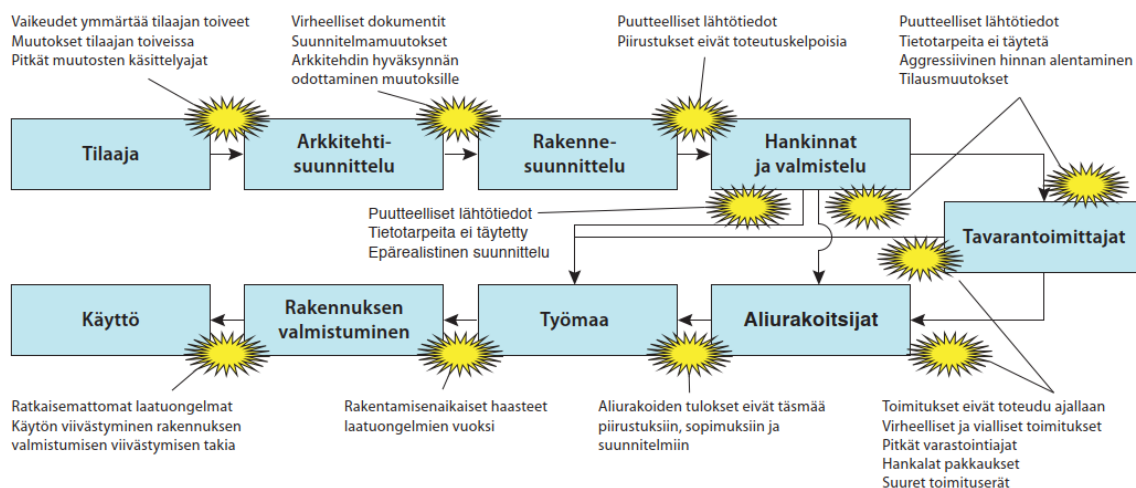 Vaikeudet ymmärtää tilaajan toiveet
Muutokset tilaajan toiveissa
Pitkät muutosten käsittelyajat
Virheelliset dokumentit
Suunnitelmamuutokset
Arkkitehdin hyväksynnän
odottaminen muutoksille
Puutteelliset lähtötiedot
Piirustukset eivät toteutuskelpoisia
Puutteelliset lähtötiedot
Tietotarpeita ei täytetä
Aggressiivinen hinnan alentaminen
Tilausmuutokset
Tilaaja
Arkkitehti-
suunnittelu
Rakenne-
suunnittelu
Hankinnat
ja valmistelu
Puutteelliset lähtötiedot
Tietotarpeita ei täytetty
Epärealistinen suunnittelu
Tavarantoimittajat
Käyttö
Rakennuksen
valmistuminen
Työmaa
Aliurakoitsijat
Ratkaisemattomat laatuongelmat
Käytön viivästyminen rakennuksen
valmistumisen viivästymisen takia
Rakentamisenaikaiset haasteet
laatuongelmien vuoksi
Aliurakoiden tulokset eivät täsmää
piirustuksiin, sopimuksiin ja
suunnitelmiin
Toimitukset eivät toteudu ajallaan
Virheelliset ja vialliset toimitukset
Pitkät varastointiajat
Hankalat pakkaukset
Suuret toimituserät